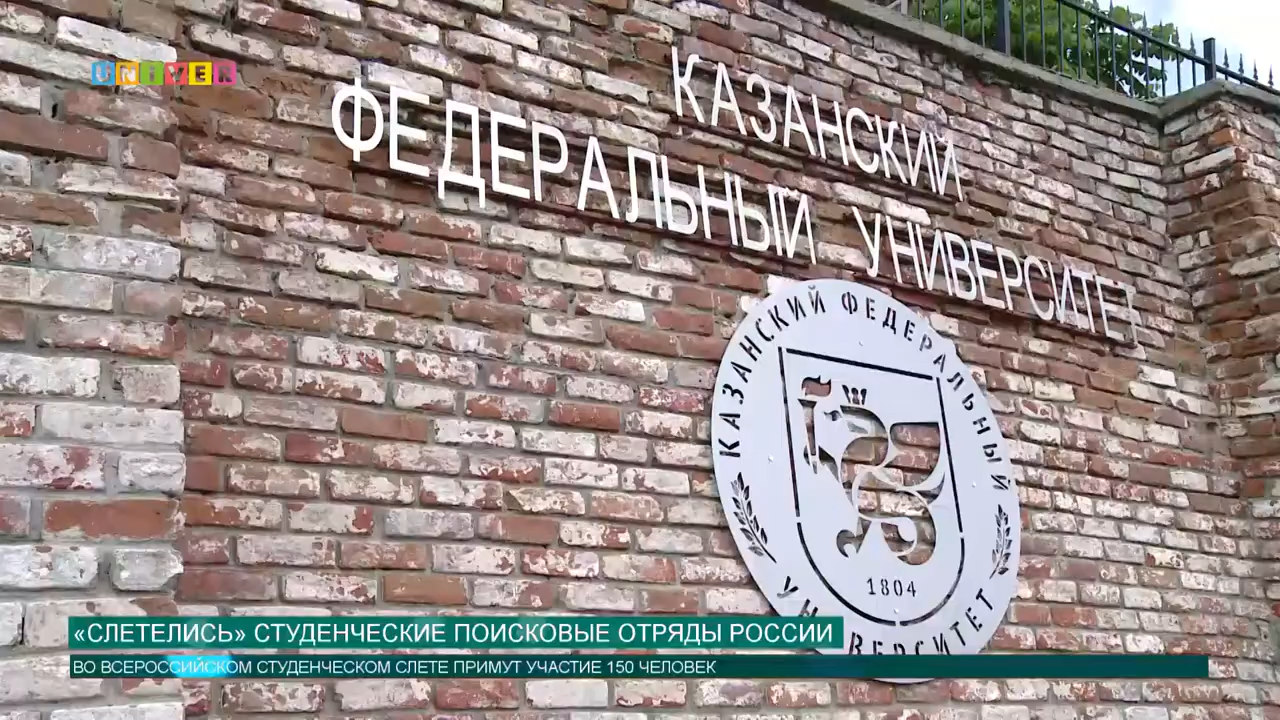 UNIVER
КАЗАНСКИЙ
ФЕДЕРАЛЬНЫЙ УНИВЕРСИТЕТ
КАЗАНСКИЙ ФЕДЕРАЛЬНЫЙ
УНИВЕРСИТЕТ
1804
«СЛЕТЕЛИСЬ» СТУДЕНЧЕСКИЕ ПОИСКОВЫЕ ОТРЯДЫ РОССИИ
ВО ВСЕРОССИЙСКОМ СТУДЕНЧЕСКОМ СЛЕТЕ ПРИМУТ УЧАСТИЕ 150 ЧЕЛОВЕК